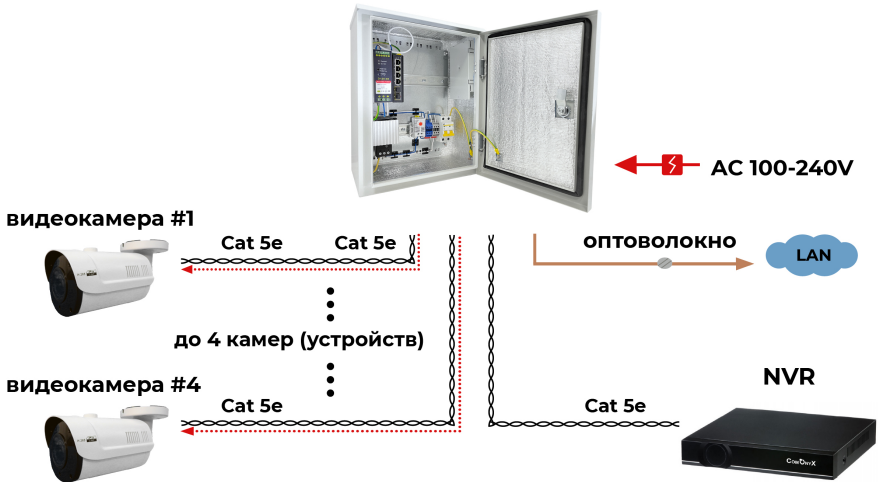 AC 100-240V
видеокамера #1
Cat 5e
Cat 5e
оптоволокно
LAN
до 4 камер (устройств)
видеокамера #4
NVR
Cat 5e
Cat 5e